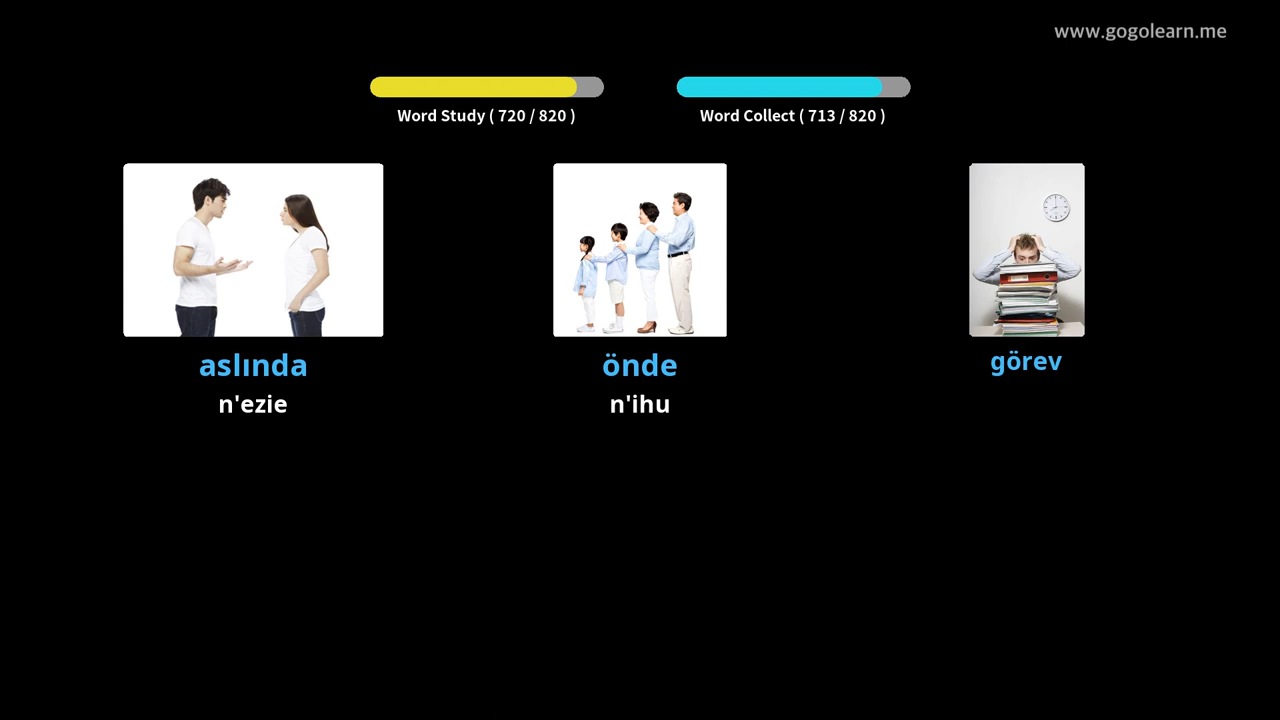 www.gogolearn.me
Word Study ( 720 / 820 )
Word Collect ( 713 / 820 )
aslında
n'ezie
önde
n'ihu
görev